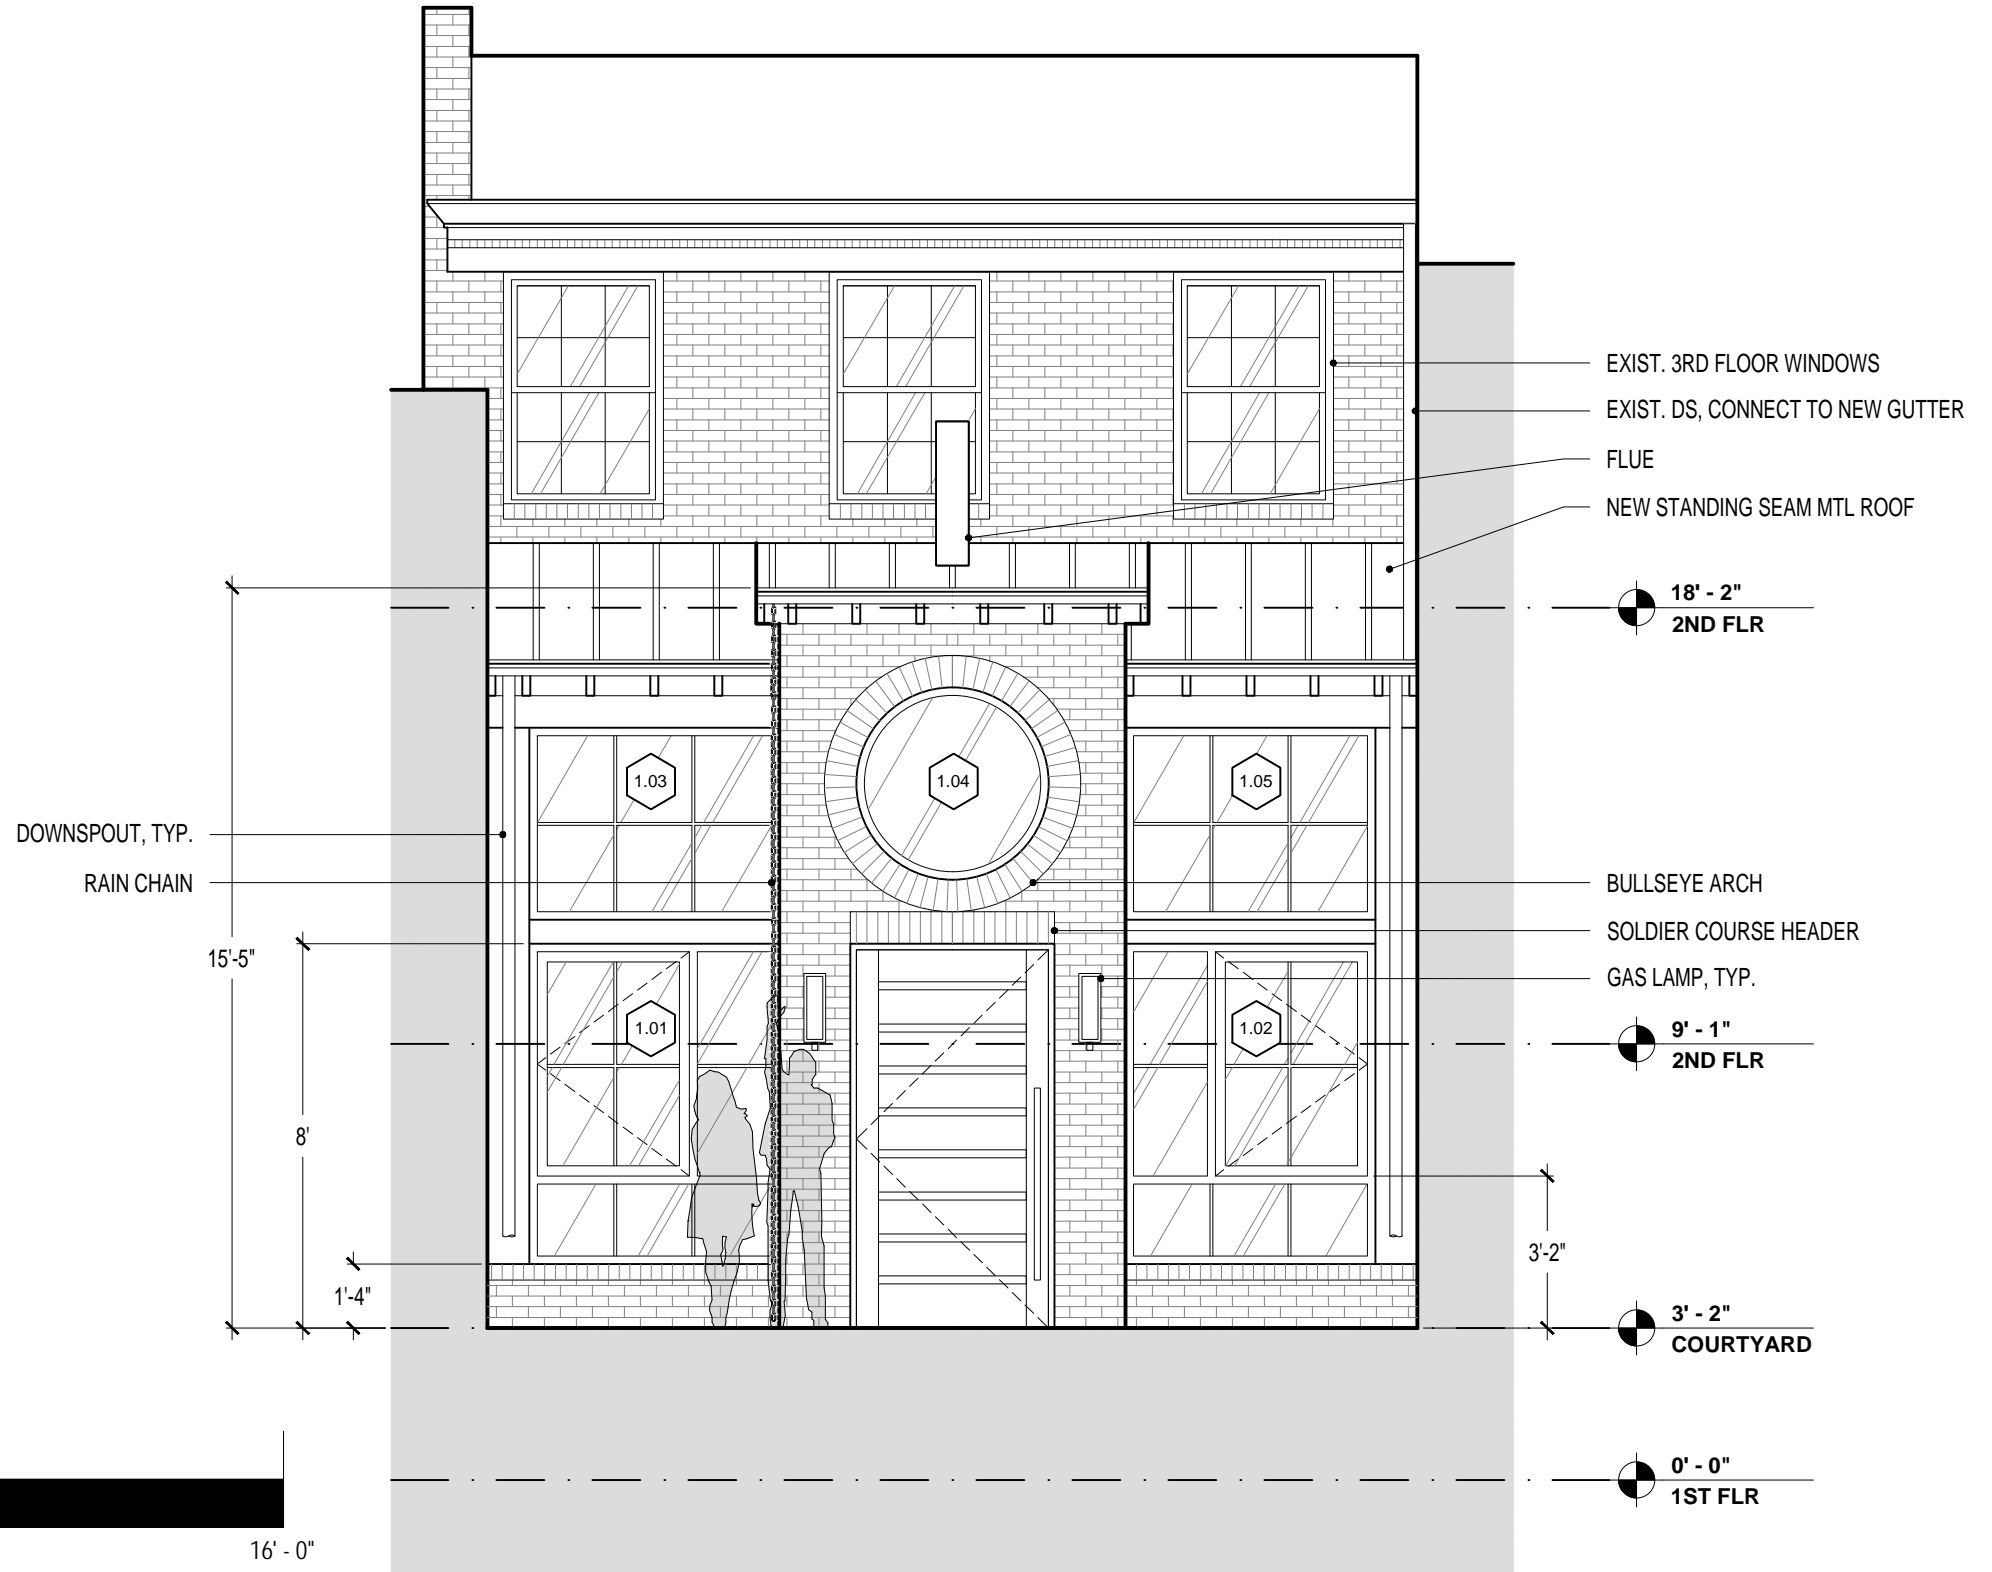 EXIST. 3RD FLOOR WINDOWS
EXIST. DS, CONNECT TO NEW GUTTER
FLUE
NEW STANDING SEAM MTL ROOF
18' - 2"
2ND FLR
1.03
1.04
1.05
DOWNSPOUT, TYP.
RAIN CHAIN
BULLSEYE ARCH
SOLDIER COURSE HEADER
15'-5"
GAS LAMP, TYP.
1.01
1.02
9' - 1"
2ND FLR
8'
3'-2"
1'-4"
3' - 2"
COURTYARD
0' - 0"
1ST FLR
16' - 0"